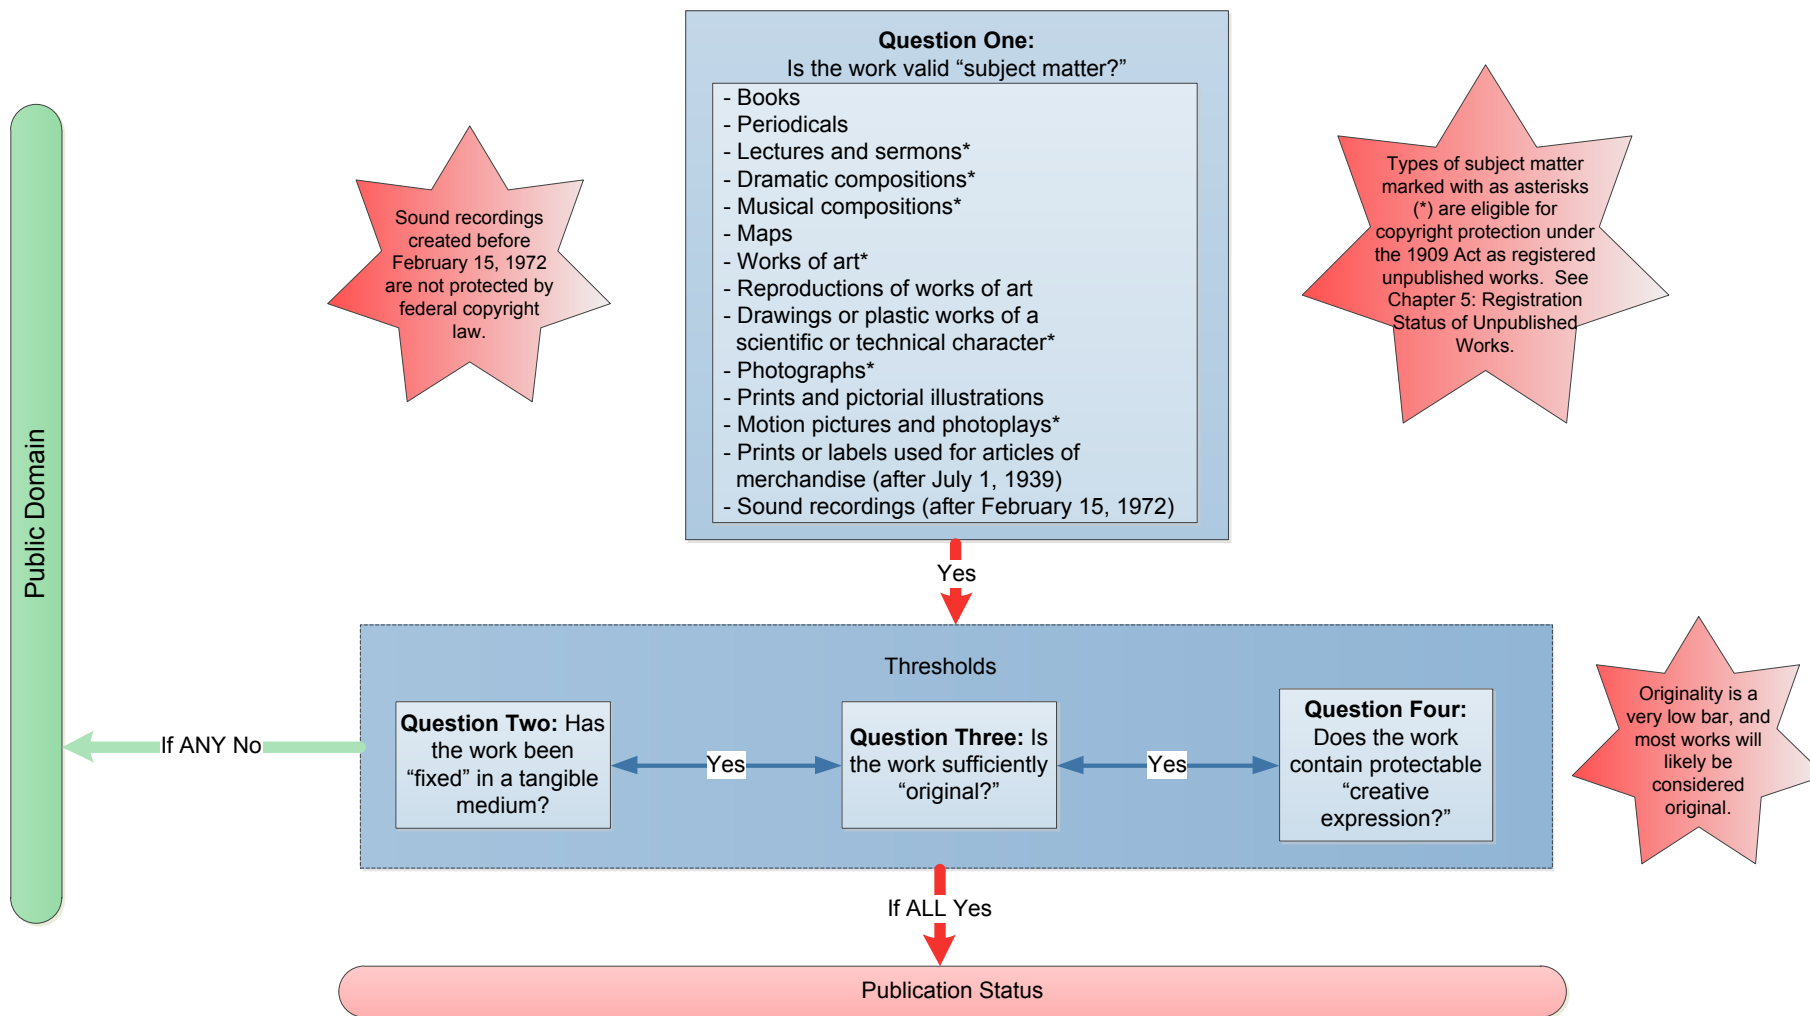 Question One:
Is the work valid “subject matter?”
- Books
- Periodicals
- Lectures and sermons*
- Dramatic compositions*
- Musical compositions*
- Maps
- Works of art*
- Reproductions of works of art
- Drawings or plastic works of a
scientific or technical character*
- Photographs*
- Prints and pictorial illustrations
- Motion pictures and photoplays*
- Prints or labels used for articles of
merchandise (after July 1, 1939)
- Sound recordings (after February 15, 1972)
Sound recordings
created before
February 15, 1972
are not protected by
federal copyright
law.
Types of subject matter
marked with as asterisks
(*) are eligible for
copyright protection under
the 1909 Act as registered
unpublished works.  See
Chapter 5: Registration
Status of Unpublished
Works.
Public Domain
Yes
Thresholds
Question Two: Has
the work been
“fixed” in a tangible
medium?
Yes
Question Three: Is
the work sufficiently
“original?”
Yes
Question Four:
Does the work
contain protectable
“creative
expression?”
Originality is a
very low bar, and
most works will
likely be
considered
original.
If ANY No
If ALL Yes
Publication Status